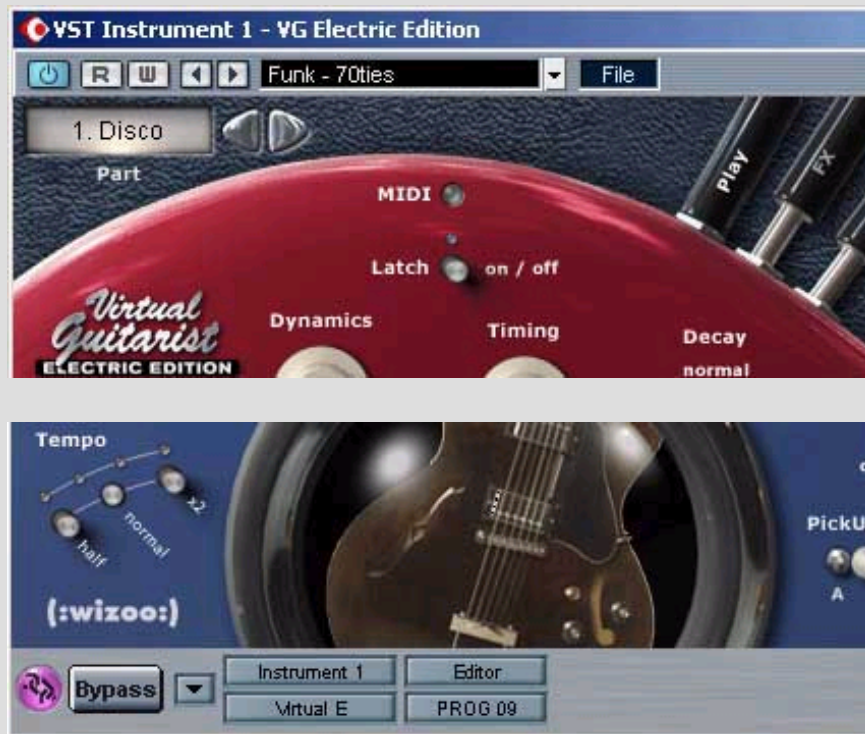 VST Instrument 1 - VG Electric Edition
R W Funk - 70ties File
1. Disco
Part
Play
FX
MIDI
Latch on / off
Virtual
Guitarist
ELECTRIC EDITION
Dynamics
Timing
Decay
normal
Tempo
half
normal
x2
PickU
A
(:wizoo:)
Bypass
Instrument 1 Editor
Virtual E PROG 09